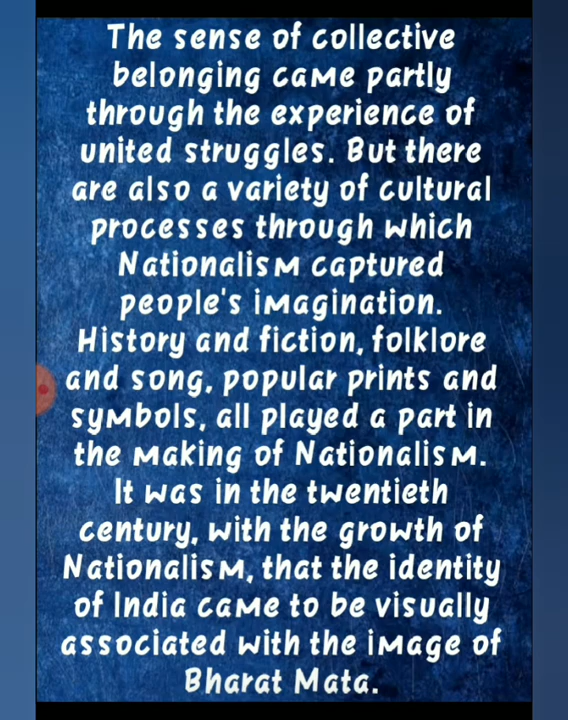 The sense of collective
belonging came partly
through the experience of
united struggles. But there
are also a variety of cultural
processes through which
Nationalism captured
people's imagination.
History and fiction, folklore
and song, popular prints and
symbols, all played a part in
the making of Nationalism.
It was in the twentieth
century, with the growth of
Nationalism, that the identity
of India came to be visually
associated with the image of
Bharat Mata.